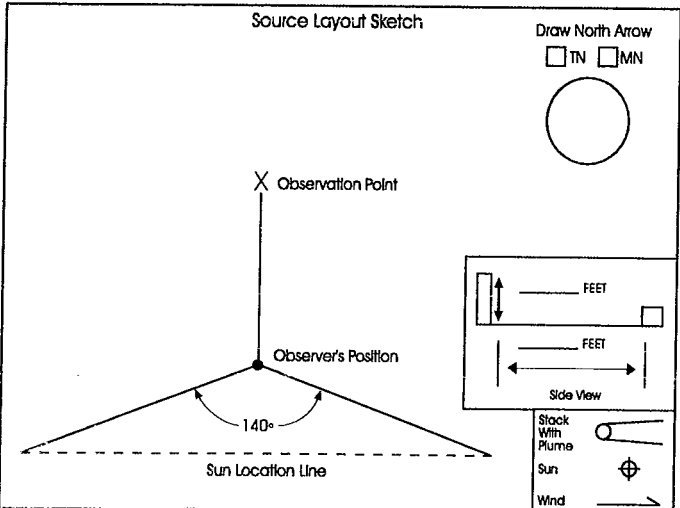 Source Layout Sketch
Draw North Arrow
TN MN
X Observation Point
FEET
Observer's Position
FEET
Side View
140°
Sun Location Line
Stack
With
Plume
Sun
Wind